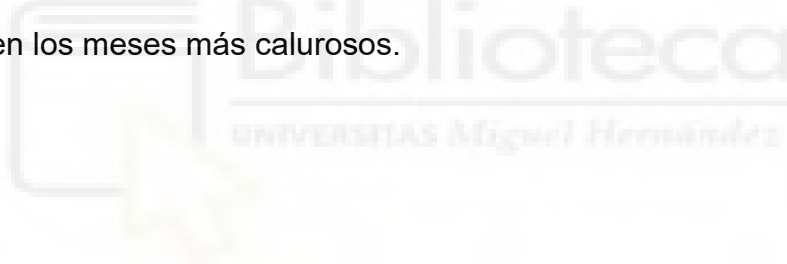 en los meses más calurosos.
Biblioteca
UNIVERSITAS Miguel Hernández